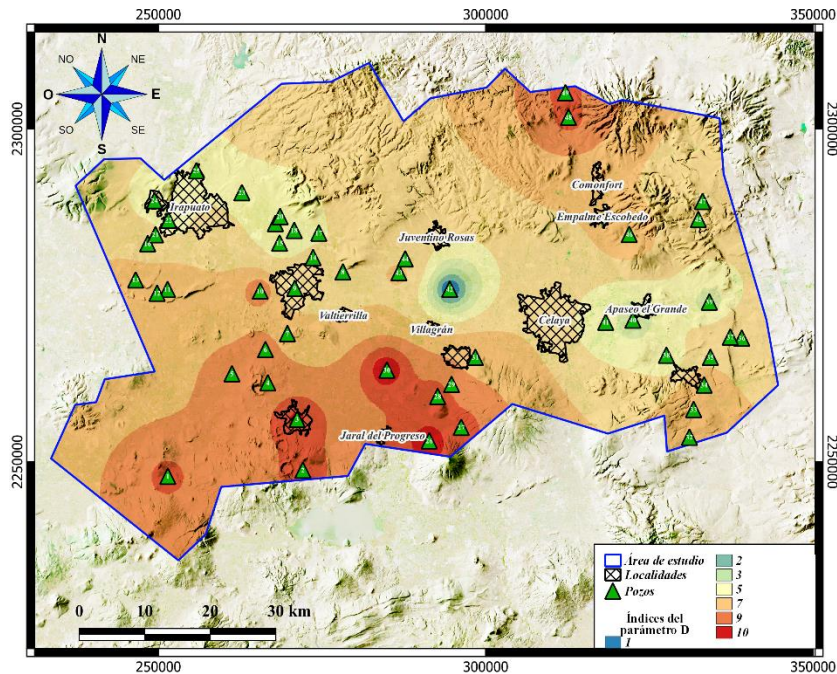 250000 300000 350000
N
NO NE
O E
SO SE
S
2300000 2300000
Comonfort
Irapuato
Empalme Escobedo
Juventino Rosas
Apaseo el Grande
Valtierrilla
Villagrán
Celaya
Jaral del Progreso
2250000 2250000
Área de estudio
Localidades
Pozos
Índices del
parámetro D
1
2
3
5
7
9
10
0 10 20 30 km
250000 300000 350000